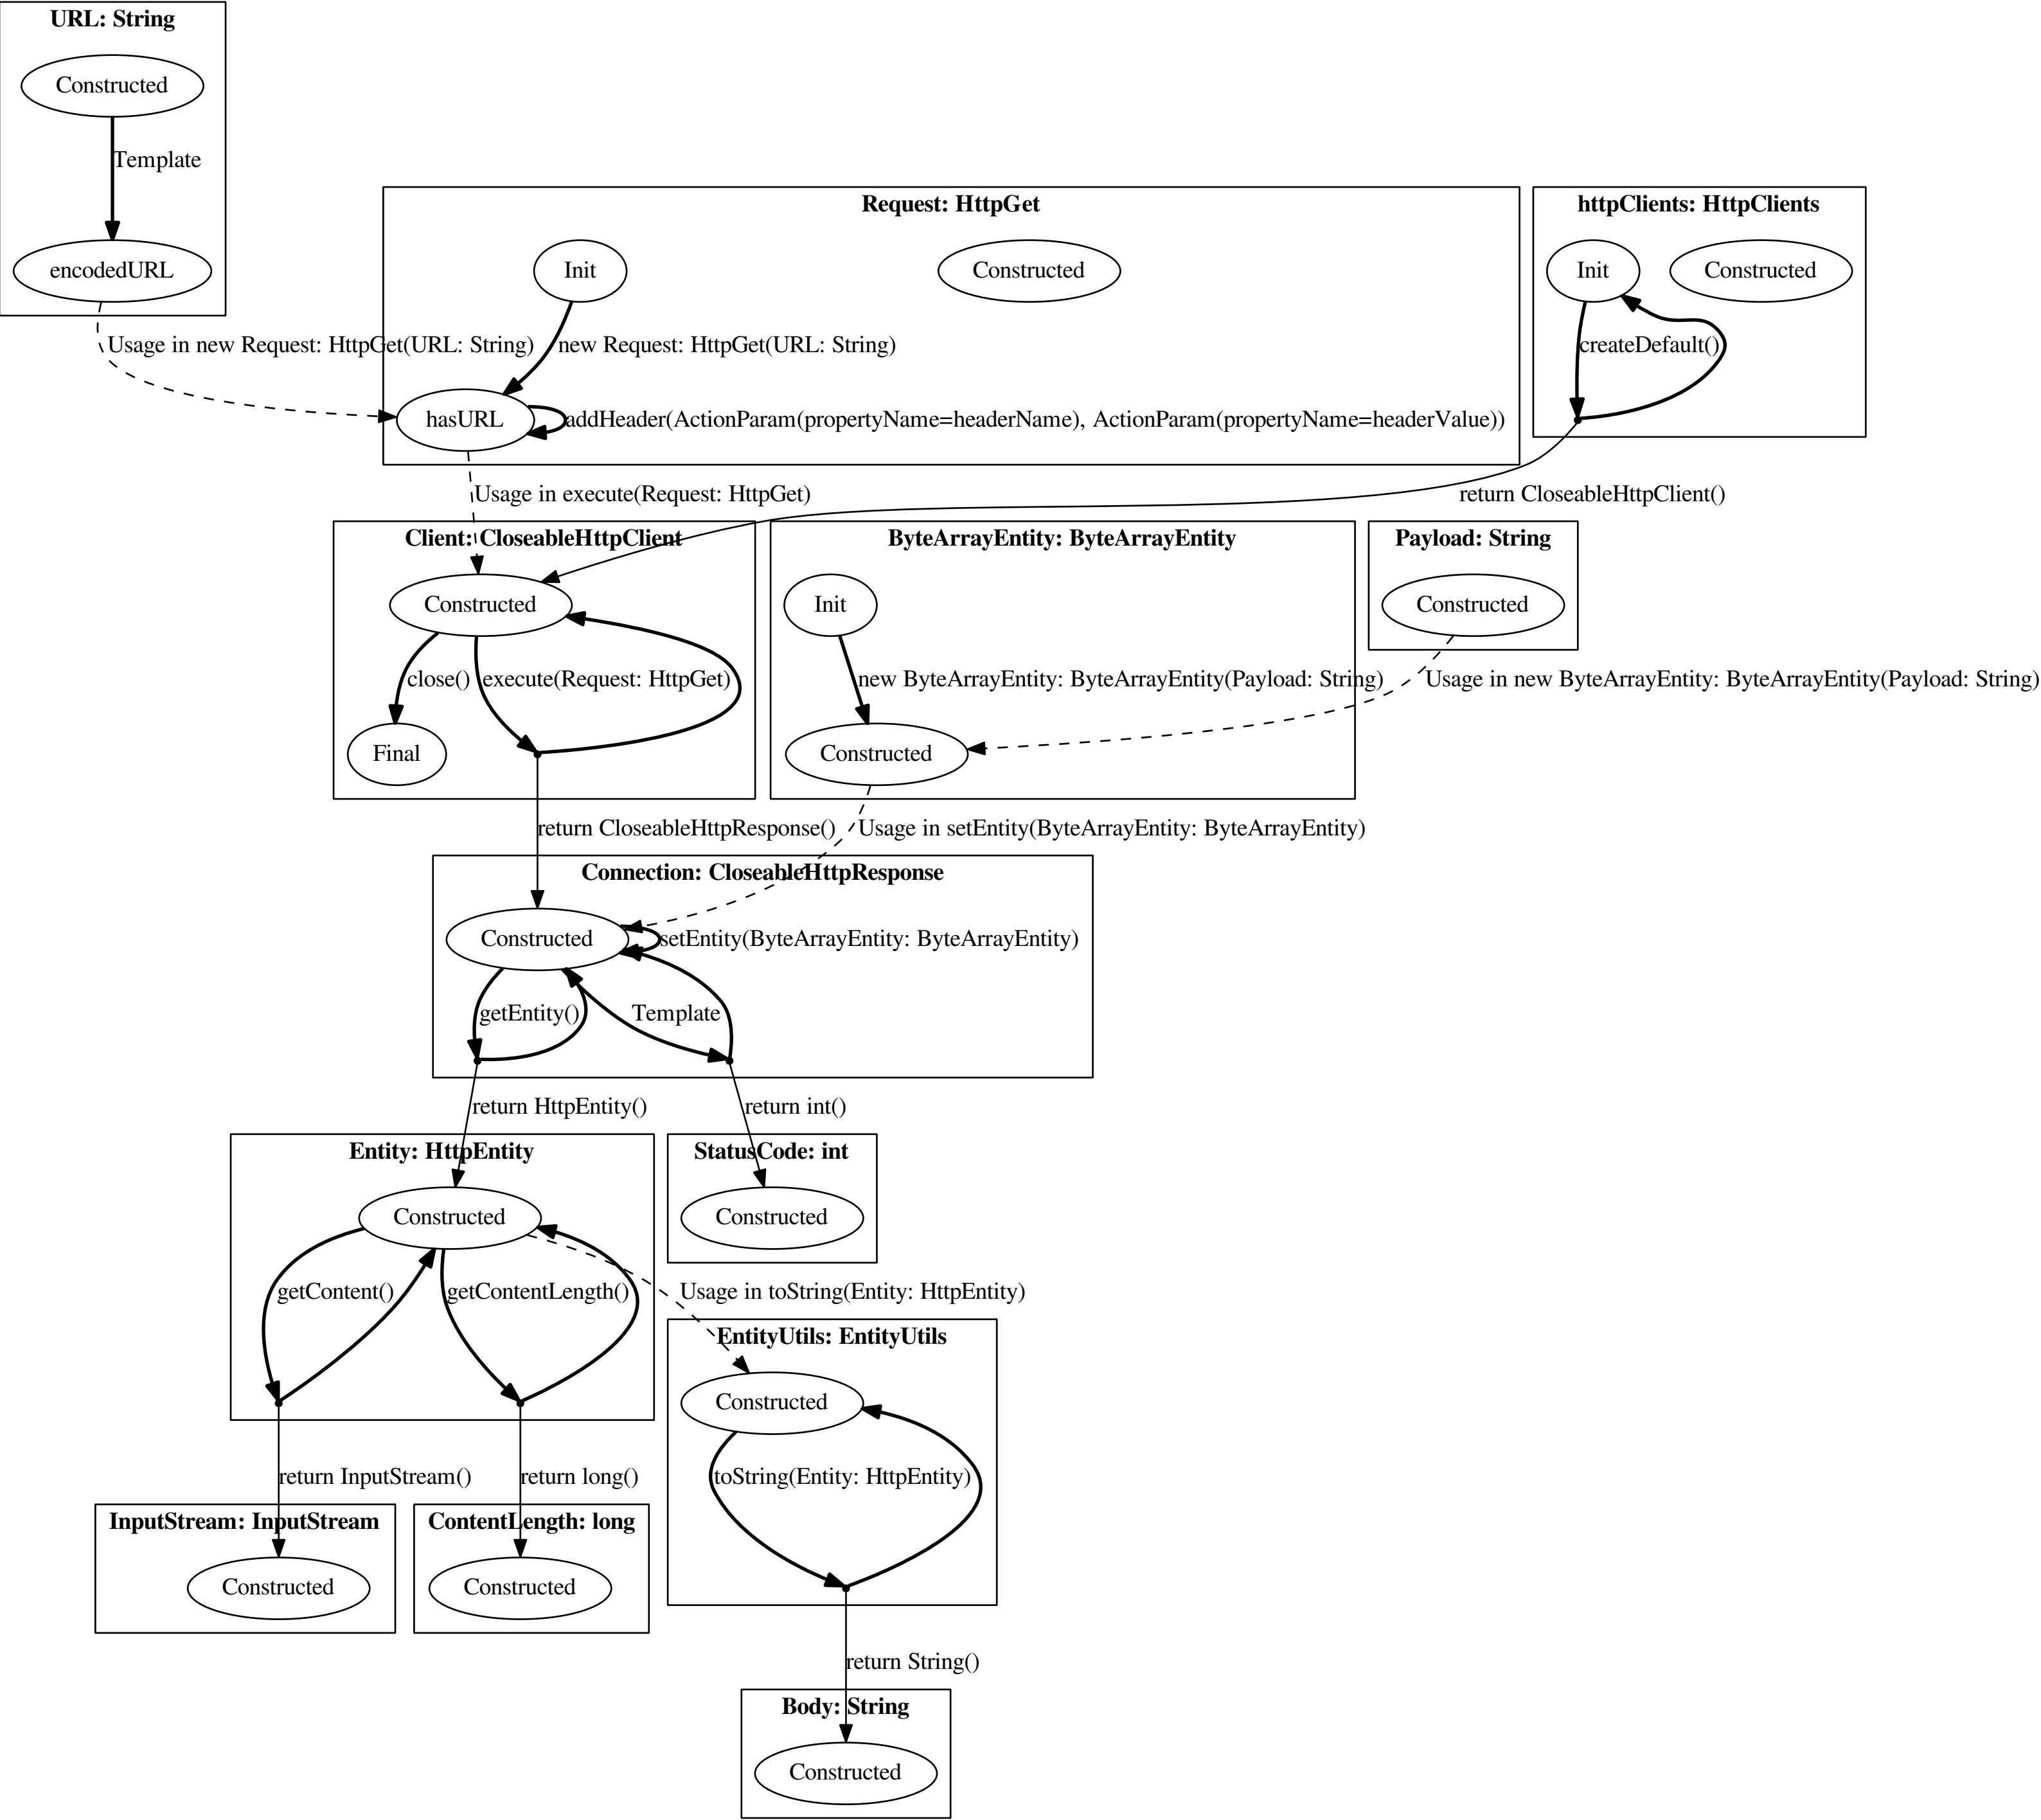 URL: String
Constructed
Template
Request: HttpGet
httpClients: HttpClients
encodedURL
Init
Constructed
Init
Constructed
Usage in new Request: HttpGet(URL: String)
new Request: HttpGet(URL: String)
createDefault()
hasURL
addHeader(ActionParam(propertyName=headerName), ActionParam(propertyName=headerValue))
Usage in execute(Request: HttpGet)
return CloseableHttpClient()
Client: CloseableHttpClient
ByteArrayEntity: ByteArrayEntity
Payload: String
Constructed
Init
Constructed
close()
execute(Request: HttpGet)
new ByteArrayEntity: ByteArrayEntity(Payload: String)
Usage in new ByteArrayEntity: ByteArrayEntity(Payload: String)
Final
Constructed
return CloseableHttpResponse()
Usage in setEntity(ByteArrayEntity: ByteArrayEntity)
Connection: CloseableHttpResponse
Constructed
setEntity(ByteArrayEntity: ByteArrayEntity)
getEntity()
Template
return HttpEntity()
return int()
Entity: HttpEntity
StatusCode: int
Constructed
Constructed
getContent()
getContentLength()
Usage in toString(Entity: HttpEntity)
EntityUtils: EntityUtils
Constructed
return InputStream()
return long()
toString(Entity: HttpEntity)
InputStream: InputStream
ContentLength: long
Constructed
Constructed
return String()
Body: String
Constructed